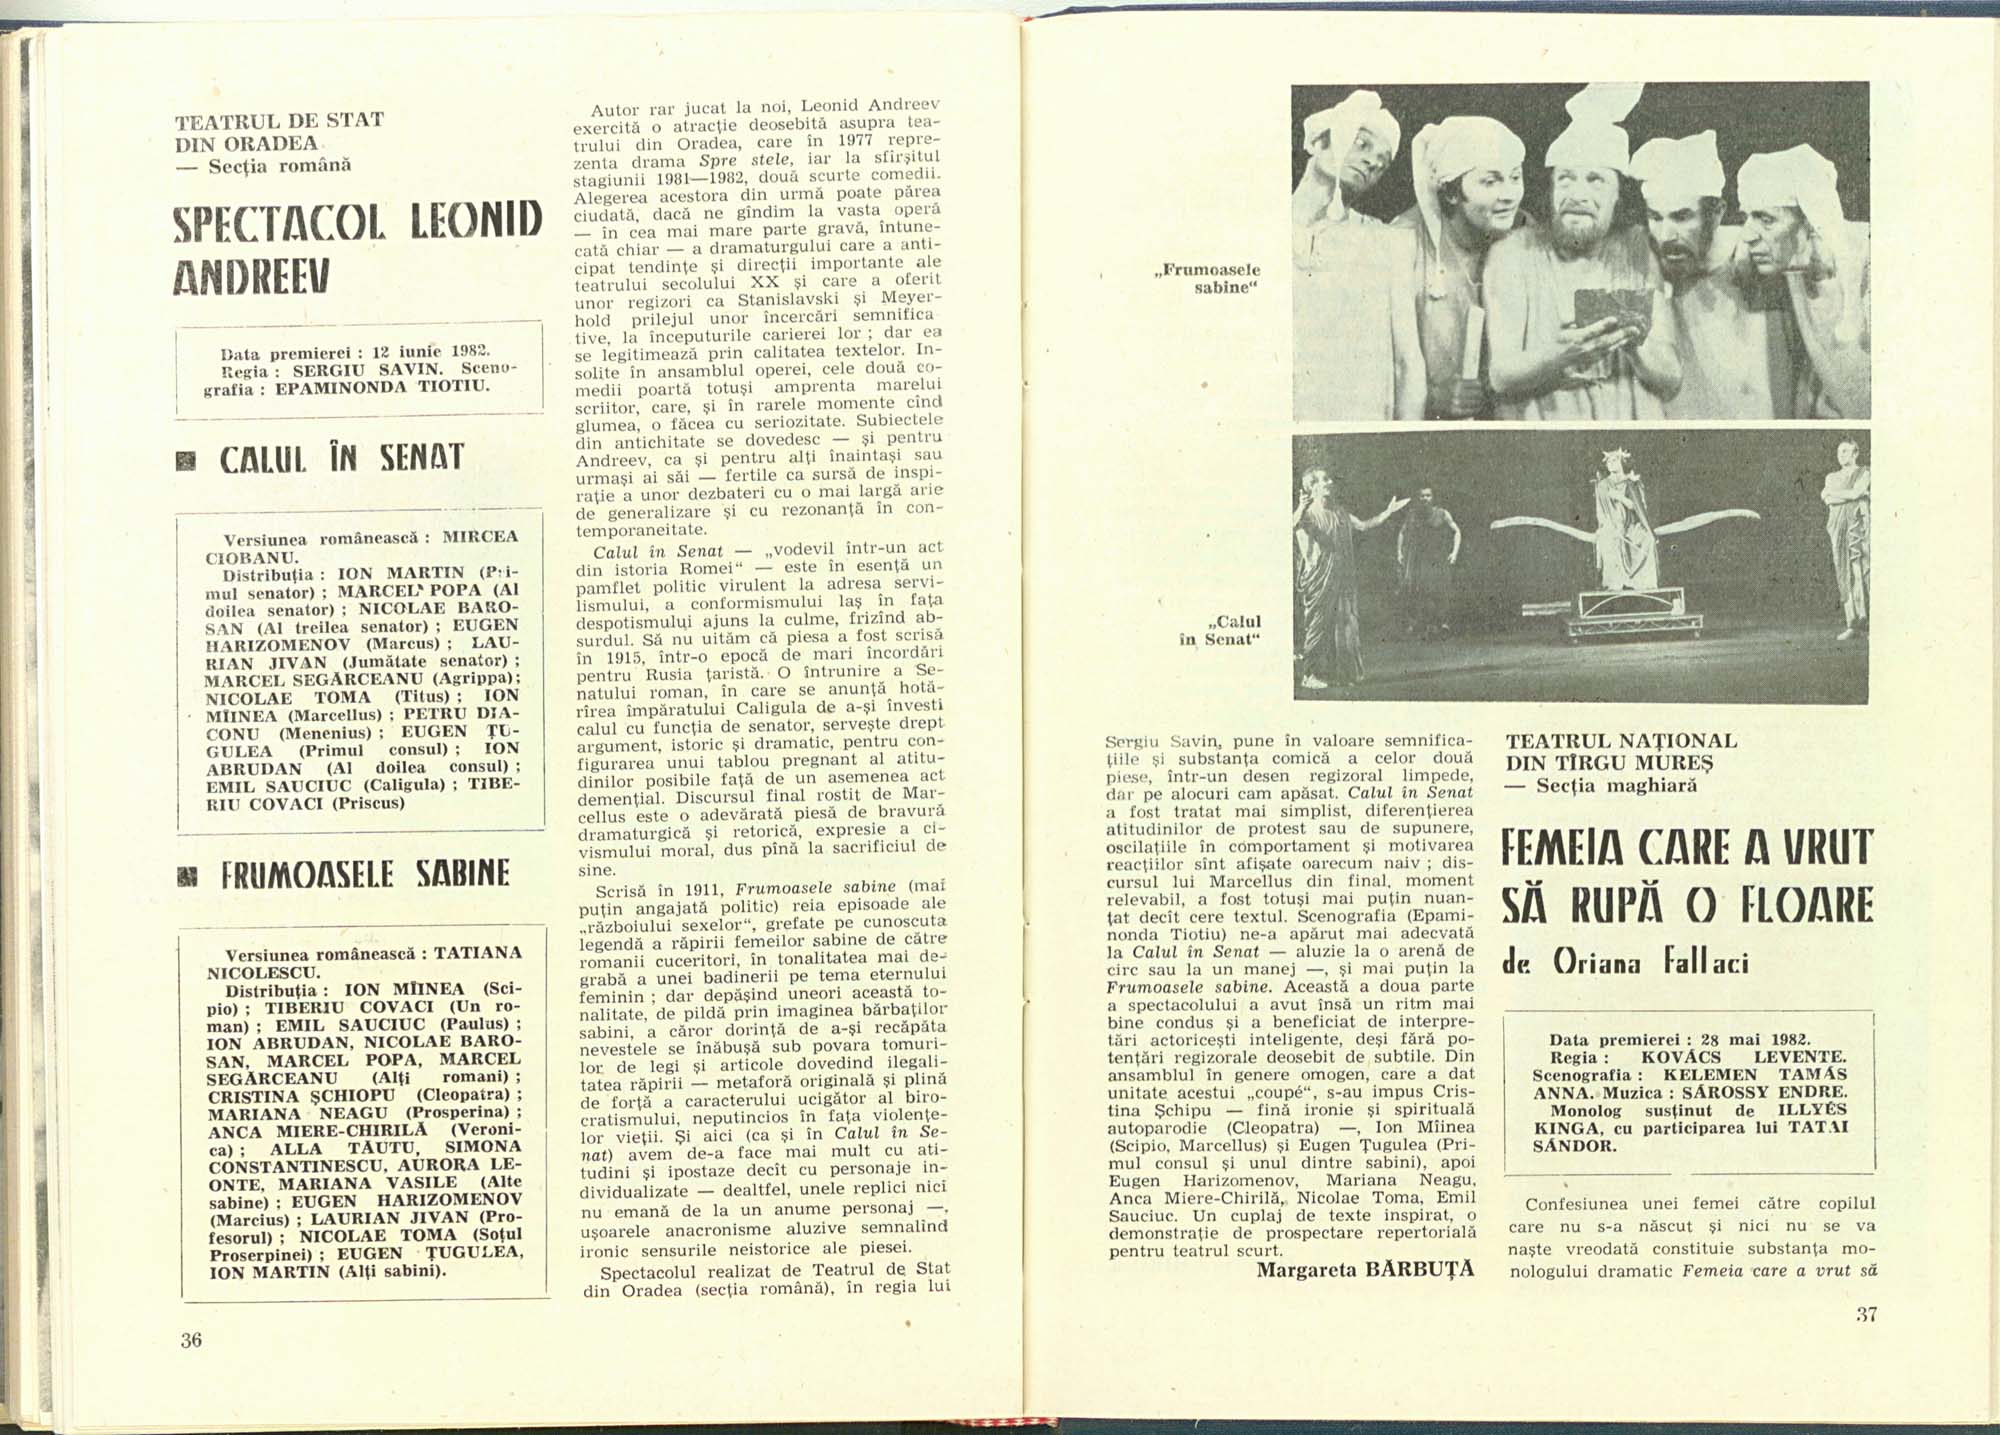 TEATRUL DE STAT
DIN ORADEA
— Secția română
SPECTACOL LEONID
ANDREEV
Data premierei : 12 iunie 1982.
Regia : SERGIU SAVIN. Sceno-
grafia : EPAMINONDA TIOTIU.
■ CALUL ÎN SENAT
Versiunea românească : MIRCEA
CIOBANU.
Distribuția : ION MARTIN (Pri-
mul senator) ; MARCEL POPA (Al
doilea senator) ; NICOLAE BARO-
SAN (Al treilea senator) ; EUGEN
HARIZOMENOV (Marcus) ; LAU-
RIAN JIVAN (Jumătate senator) ;
MARCEL SEGĂRCEANU (Agrippa);
NICOLAE TOMA (Titus) ; ION
MÎINEA (Marcellus) ; PETRU DIA-
CONU (Menenius) ; EUGEN ȚU-
GULEA (Primul consul) ; ION
ABRUDAN (Al doilea consul) ;
EMIL SAUCIUC (Caligula) ; TIBE-
RIU COVACI (Priscus)
■ FRUMOASELE SABINE
Versiunea românească : TATIANA
NICOLESCU.
Distribuția : ION MÎINEA (Sci-
pio) ; TIBERIU COVACI (Un ro-
man) ; EMIL SAUCIUC (Paulus) ;
ION ABRUDAN, NICOLAE BARO-
SAN, MARCEL POPA, MARCEL
SEGĂRCEANU (Alți romani) ;
CRISTINA ȘCHIOPU (Cleopatra) ;
MARIANA NEAGU (Prosperina) ;
ANCA MIERE-CHIRILĂ (Veroni-
ca) ; ALLA TĂUTU, SIMONA
CONSTANTINESCU, AURORA LE-
ONTE, MARIANA VASILE (Alte
sabine) ; EUGEN HARIZOMENOV
(Marcius) ; LAURIAN JIVAN (Pro-
fesorul) ; NICOLAE TOMA (Soțul
Proserpinei) ; EUGEN ȚUGULEA,
ION MARTIN (Alți sabini).
36
Autor rar jucat la noi, Leonid Andreev
exercită o atracție deosebită asupra tea-
trului din Oradea, care în 1977 repre-
zenta drama Spre stele, iar la sfîrșitul
stagiunii 1981—1982, două scurte comedii.
Alegerea acestora din urmă poate părea
ciudată, dacă ne gîndim la vasta operă
— în cea mai mare parte gravă, întune-
cată chiar — a dramaturgului care a anti-
cipat tendințe și direcții importante ale
teatrului secolului XX și care a oferit
unor regizori ca Stanislavski și Meyer-
hold prilejul unor încercări semnifica
tive, la începuturile carierei lor ; dar ea
se legitimează prin calitatea textelor. In-
solite în ansamblul operei, cele două co-
medii poartă totuși amprenta marelui
scriitor, care, și în rarele momente cînd
glumea, o făcea cu seriozitate. Subiectele
din antichitate se dovedesc — și pentru
Andreev, ca și pentru alți înaintași sau
urmași ai săi — fertile ca sursă de inspi-
rație a unor dezbateri cu o mai largă arie
de generalizare și cu rezonanță în con-
temporaneitate.
Calul în Senat — „vodevil într-un act
din istoria Romei“ — este în esență un
pamflet politic virulent la adresa servi-
lismului, a conformismului laș în fața
despotismului ajuns la culme, frizînd ab-
surdul. Să nu uităm că piesa a fost scrisă
în 1915, într-o epocă de mari încordări
pentru Rusia țaristă. O întrunire a Se-
natului roman, în care se anunță hotă-
rîrea împăratului Caligula de a-și învesti
calul cu funcția de senator, servește drept
argument, istoric și dramatic, pentru con-
figurarea unui tablou pregnant al atitu-
dinilor posibile față de un asemenea act
demențial. Discursul final rostit de Mar-
cellus este o adevărată piesă de bravură
dramaturgică și retorică, expresie a ci-
vismului moral, dus pînă la sacrificiul de
sine.
Scrisă în 1911, Frumoasele sabine (mai
puțin angajată politic) reia episoade ale
„războiului sexelor“, grefate pe cunoscuta
legendă a răpirii femeilor sabine de către
romanii cuceritori, în tonalitatea mai de-
grabă a unei badinerii pe tema eternului
feminin ; dar depășind uneori această to-
nalitate, de pildă prin imaginea bărbaților
sabini, a căror dorință de a-și recăpăta
nevestele se înăbușă sub povara tomuri-
lor de legi și articole dovedind ilegali-
tatea răpirii — metaforă originală și plină
de forță a caracterului ucigător al biro-
cratismului, neputincios în fața violențe-
lor vieții. Și aici (ca și în Calul în Se-
nat) avem de-a face mai mult cu ati-
tudini și ipostaze decît cu personaje in-
dividualizate — dealtfel, unele replici nici
nu emană de la un anume personaj —,
ușoarele anacronisme aluzive semnalînd
ironic sensurile neistorice ale piesei.
Spectacolul realizat de Teatrul de Stat
din Oradea (secția română), în regia lui
„Frumoasele
sabine“
„Calul
în Senat“
Sergiu Savin, pune în valoare semnifica-
țiile și substanța comică a celor două
piese, într-un desen regizoral limpede,
dar pe alocuri cam apăsat. Calul în Senat
a fost tratat mai simplist, diferențierea
atitudinilor de protest sau de supunere,
oscilațiile în comportament și motivarea
reacțiilor sînt afișate oarecum naiv ; dis-
cursul lui Marcellus din final, moment
relevabil, a fost totuși mai puțin nuan-
țat decît cere textul. Scenografia (Epami-
nonda Tiotiu) ne-a apărut mai adecvată
la Calul în Senat — aluzie la o arenă de
circ sau la un manej —, și mai puțin la
Frumoasele sabine. Această a doua parte
a spectacolului a avut însă un ritm mai
bine condus și a beneficiat de interpre-
tări actoricești inteligente, deși fără po-
tențări regizorale deosebit de subtile. Din
ansamblul în genere omogen, care a dat
unitate acestui „coupé“, s-au impus Cris-
tina Șchipu — fină ironie și spirituală
autoparodie (Cleopatra) —, Ion Mîinea
(Scipio, Marcellus) și Eugen Țugulea (Pri-
mul consul și unul dintre sabini), apoi
Eugen Harizomenov, Mariana Neagu,
Anca Miere-Chirilă, Nicolae Toma, Emil
Sauciuc. Un cuplaj de texte inspirat, o
demonstrație de prospectare repertorială
pentru teatrul scurt.
Margareta BĂRBUȚĂ
TEATRUL NAȚIONAL
DIN TÎRGU MUREȘ
— Secția maghiară
FEMEIA CARE A VRUT
SĂ RUPĂ O FLOARE
de Oriana Fallaci
Data premierei : 28 mai 1982.
Regia : KOVÁCS LEVENTE.
Scenografia : KELEMEN TAMÁS
ANNA. Muzica : SÁROSSY ENDRE.
Monolog susținut de ILLYÉS
KINGA, cu participarea lui TATAI
SÁNDOR.
Confesiunea unei femei către copilul
care nu s-a născut și nici nu se va
naște vreodată constituie substanța mo-
nologului dramatic Femeia care a vrut să
37